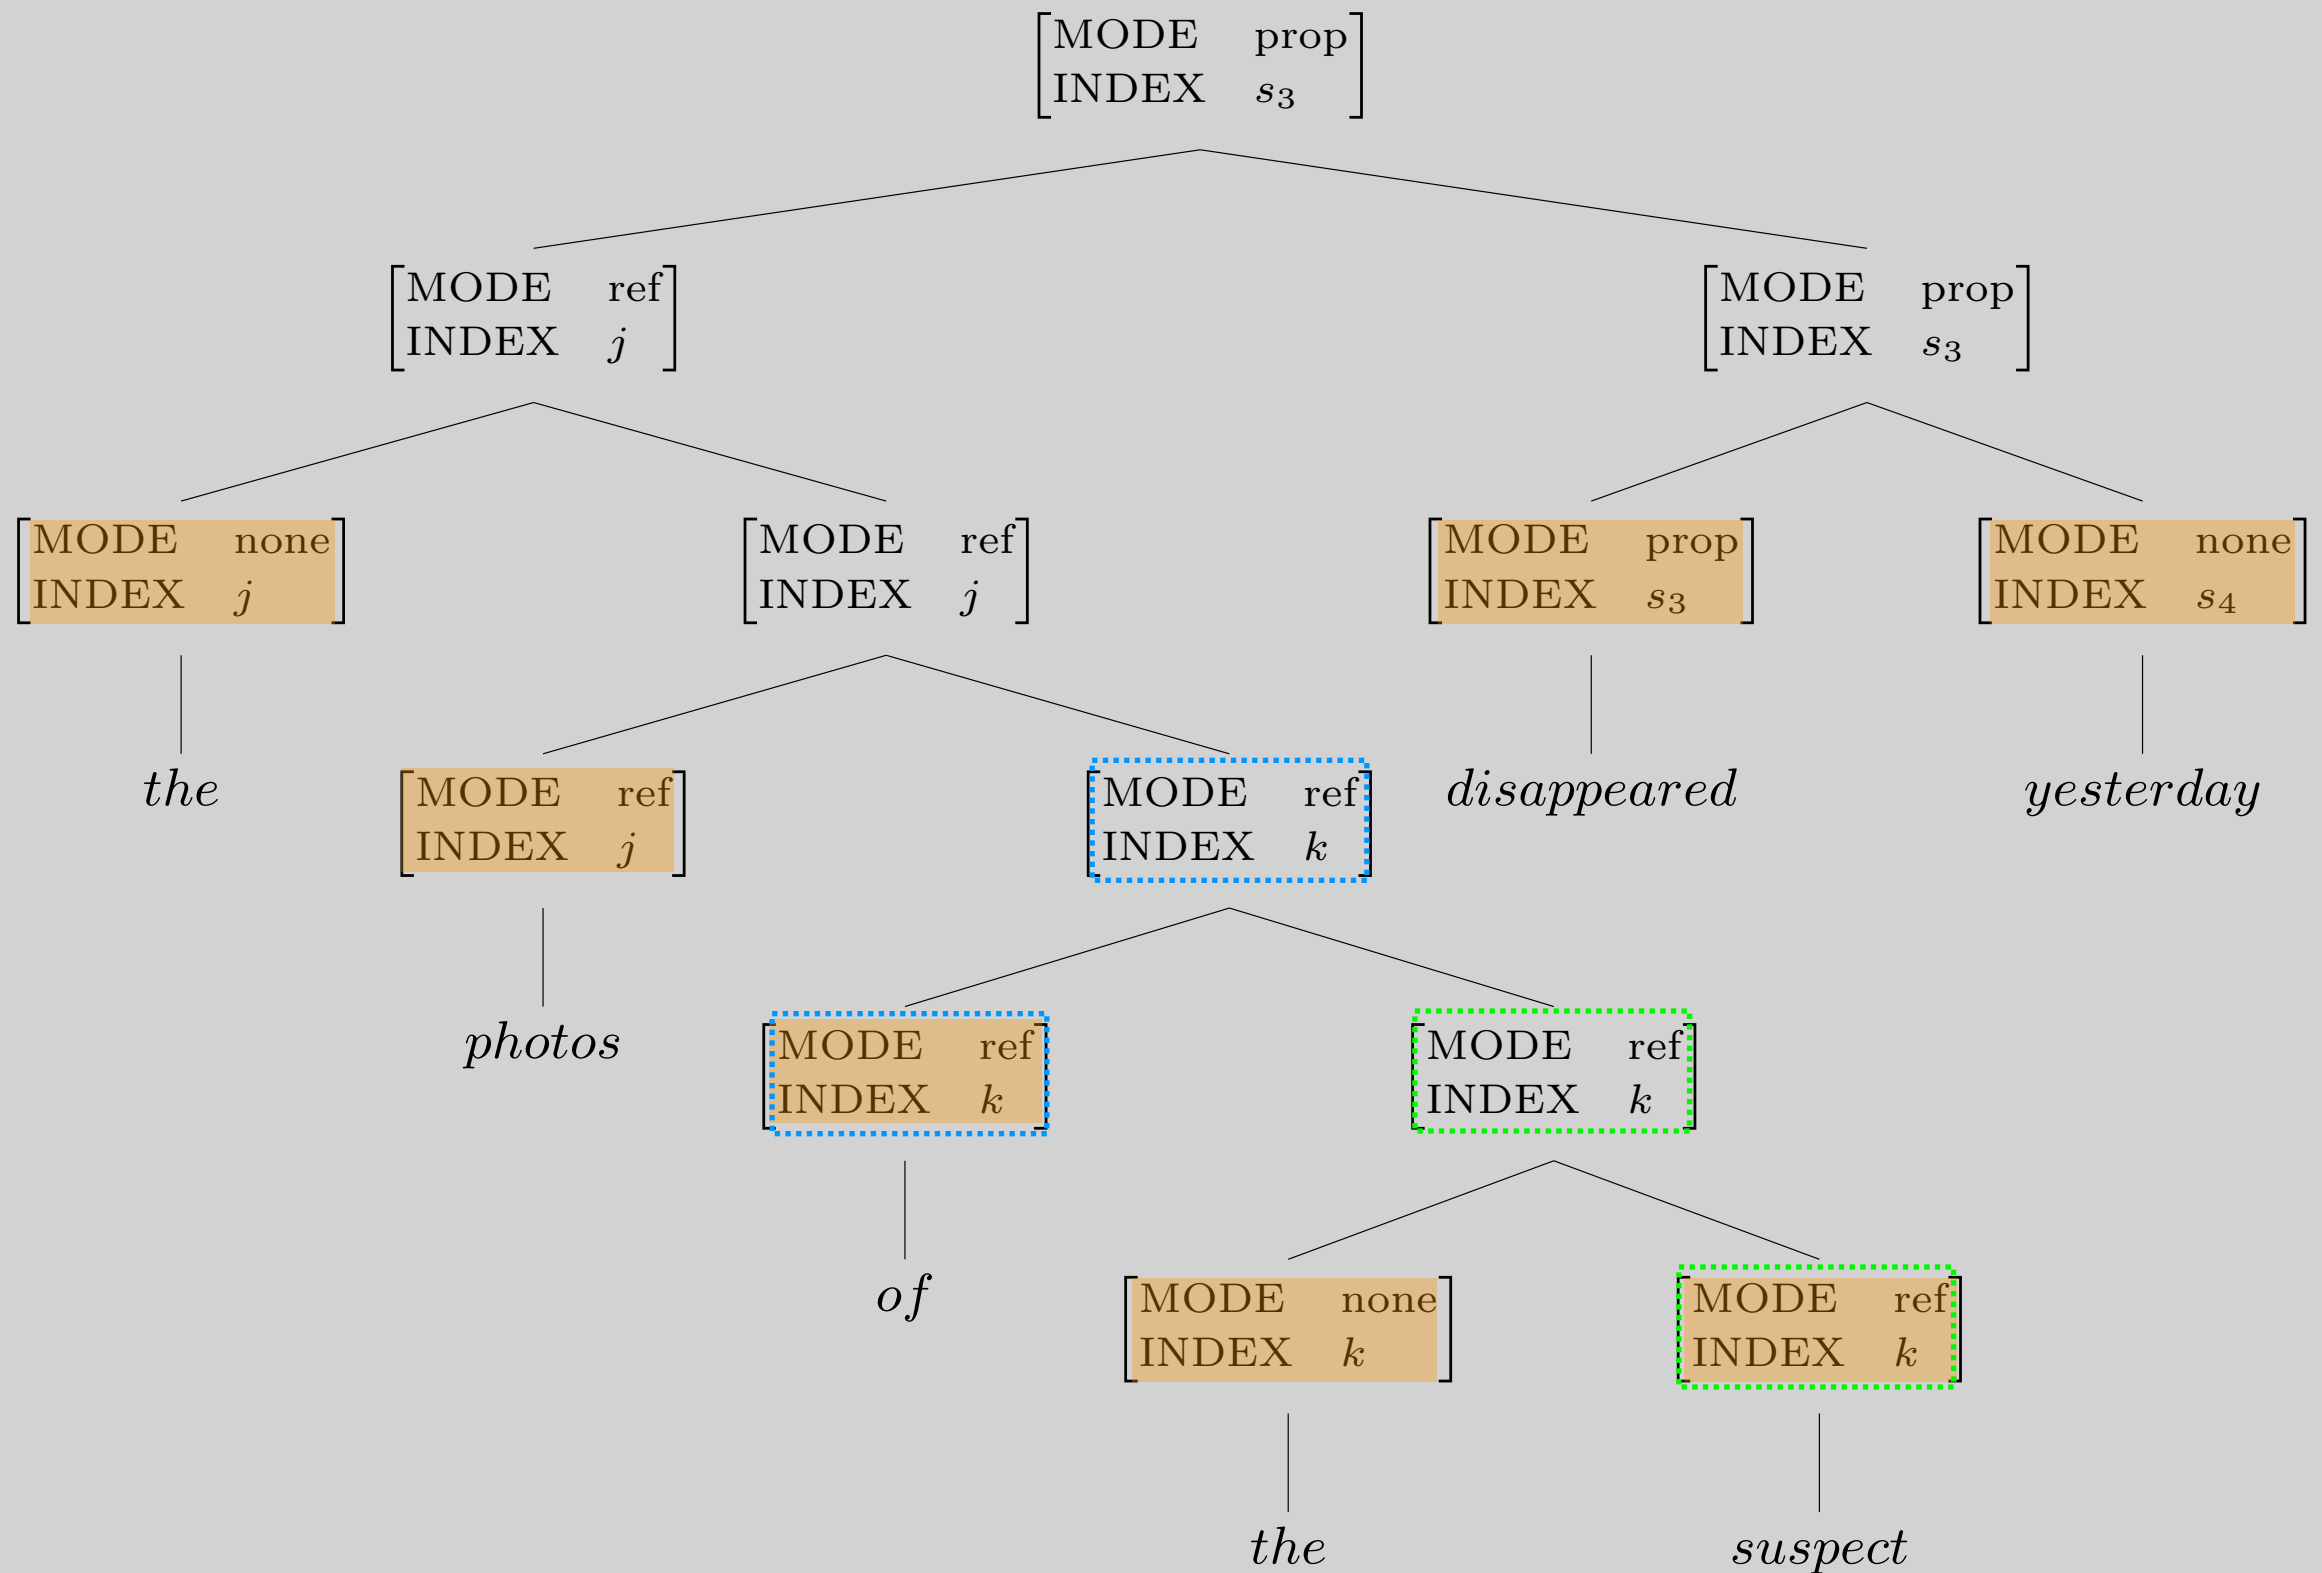 MODE prop
INDEX s₃
MODE ref
INDEX j
MODE prop
INDEX s₃
MODE none
INDEX j
MODE ref
INDEX j
MODE prop
INDEX s₃
MODE none
INDEX s₄
the
MODE ref
INDEX j
MODE ref
INDEX k
disappeared
yesterday
photos
MODE ref
INDEX k
MODE ref
INDEX k
of
MODE none
INDEX k
MODE ref
INDEX k
the
suspect